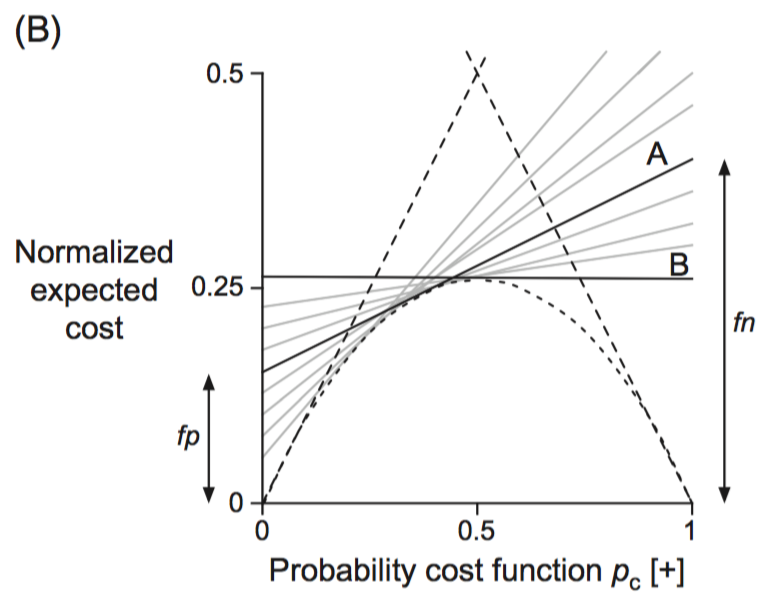 (B)
0.5
A
Normalized
expected
cost
0.25
B
fn
fp
0
0
0.5
1
Probability cost function pc [+]